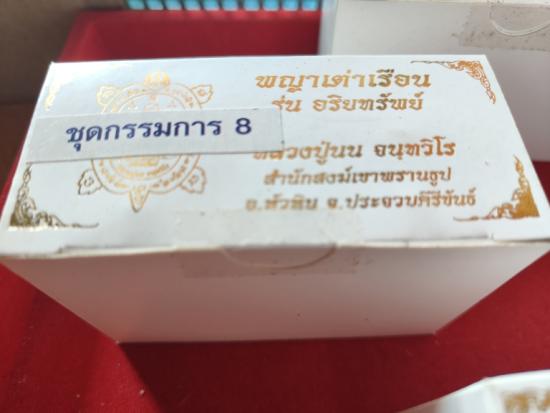 พญาเต่าเรือน
รุ่น อริยทรัพย์
ชุดกรรมการ 8
หลวงปู่นน จนฺทวิโร
สำนักสงฆ์เขาพรานธูป
อ.หัวหิน จ.ประจวบคีรีขันธ์